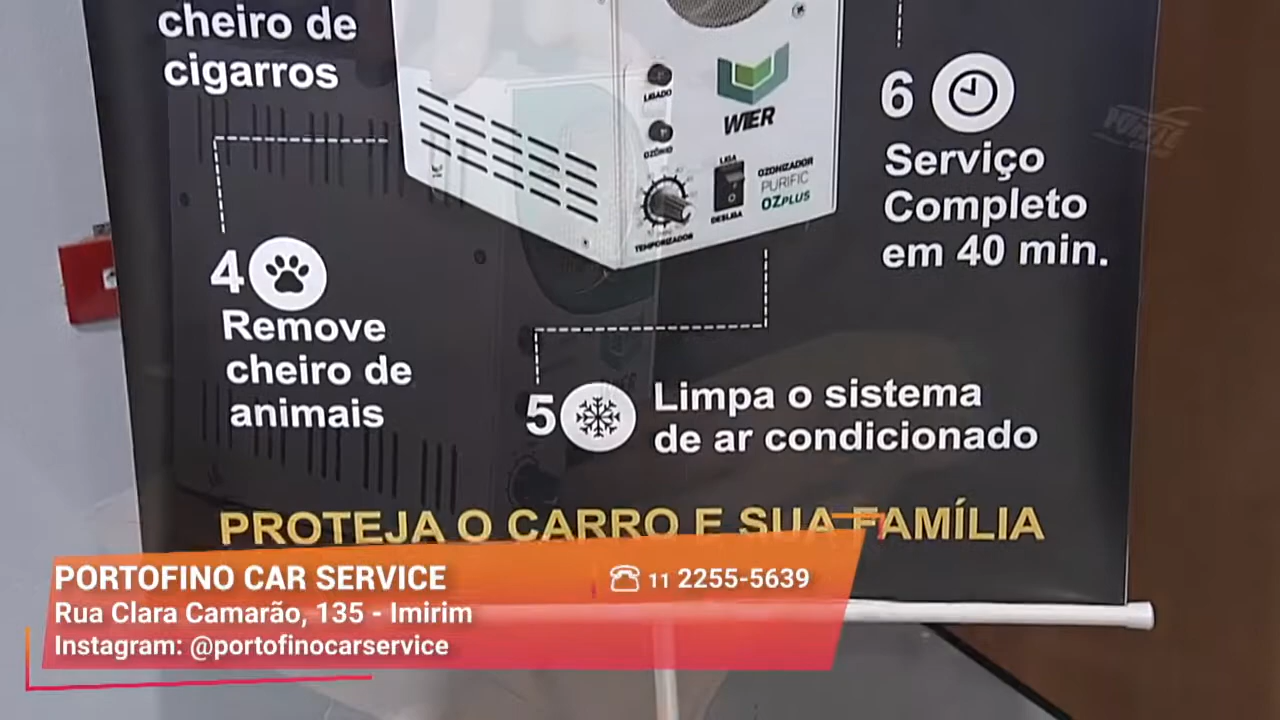 cheiro de
cigarros
LIGADO
OZÔNIO
WIER
LIGA
DESLIGA
TEMPORIZADOR
OZONIZADOR
PURIFIC
OZPLUS
6
Serviço
Completo
em 40 min.
4
Remove
cheiro de
animais
5
Limpa o sistema
de ar condicionado
PROTEJA O CARRO E SUA FAMÍLIA
PORTOFINO CAR SERVICE
11 2255-5639
Rua Clara Camarão, 135 - Imirim
Instagram: @portofinocarservice